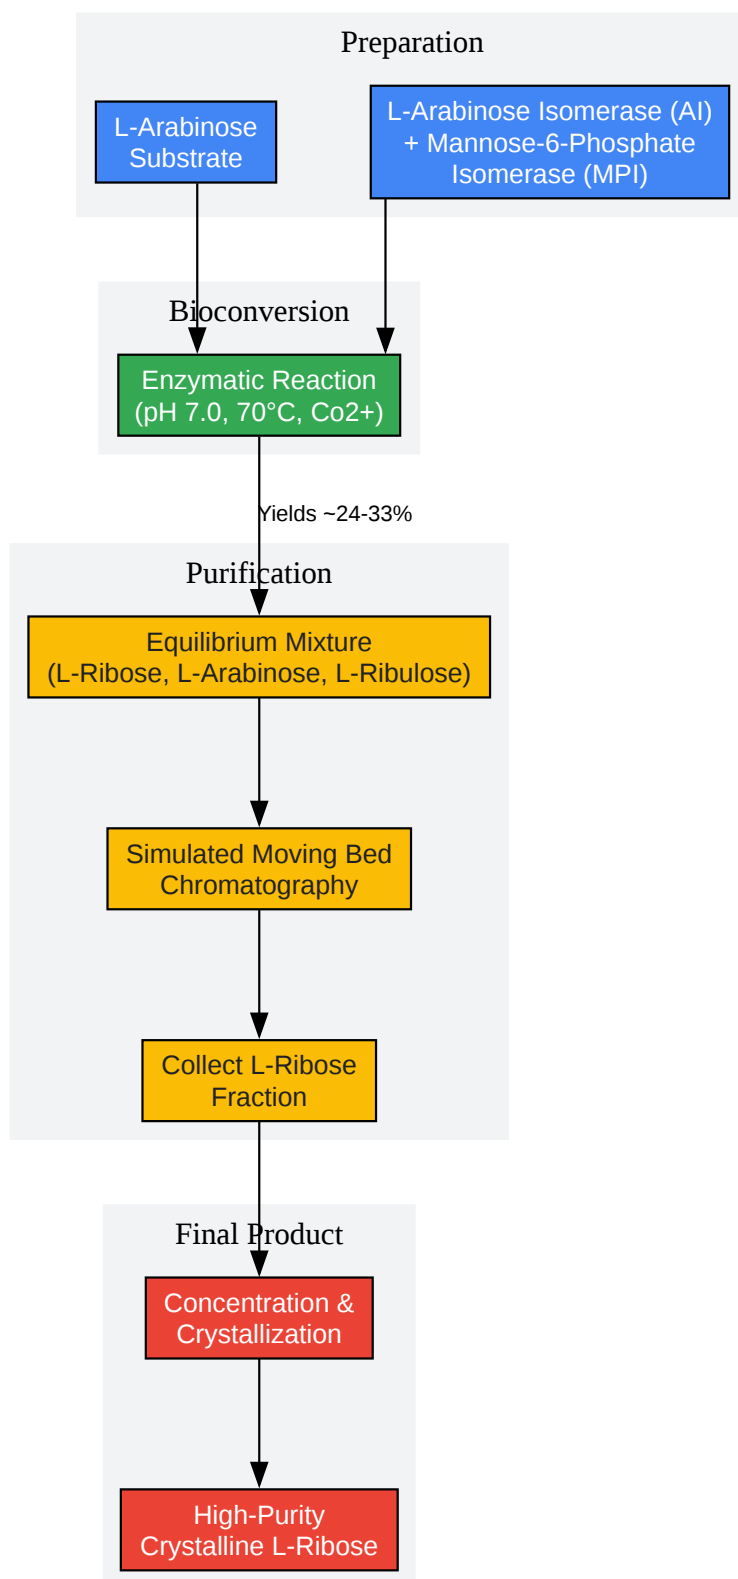 Preparation
L-Arabinose
Substrate
L-Arabinose Isomerase (AI)
+ Mannose-6-Phosphate
Isomerase (MPI)
Bioconversion
Enzymatic Reaction
(pH 7.0, 70°C, Co2+)
Yields ~24-33%
Purification
Equilibrium Mixture
(L-Ribose, L-Arabinose, L-Ribulose)
Simulated Moving Bed
Chromatography
Collect L-Ribose
Fraction
Final Product
Concentration &
Crystallization
High-Purity
Crystalline L-Ribose